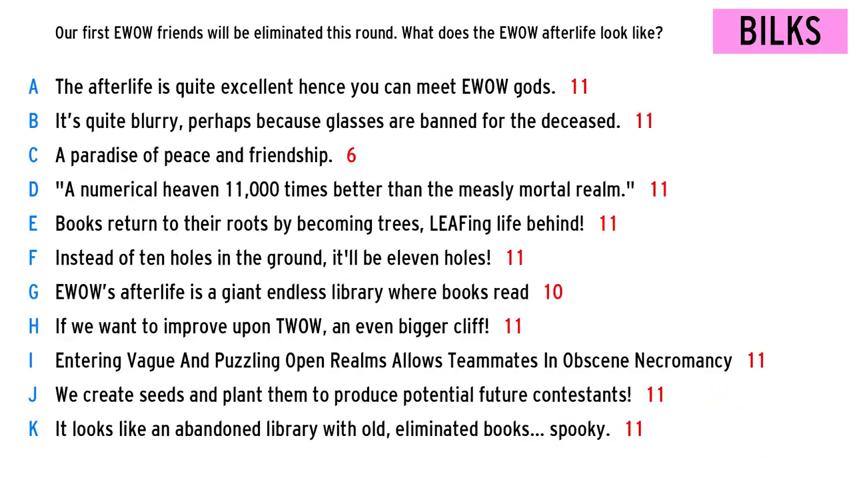 Our first EWOW friends will be eliminated this round. What does the EWOW afterlife look like?
BILKS
A The afterlife is quite excellent hence you can meet EWOW gods. 11
B It's quite blurry, perhaps because glasses are banned for the deceased. 11
C A paradise of peace and friendship. 6
D "A numerical heaven 11,000 times better than the measly mortal realm." 11
E Books return to their roots by becoming trees, LEAFing life behind! 11
F Instead of ten holes in the ground, it'll be eleven holes! 11
G EWOW's afterlife is a giant endless library where books read 10
H If we want to improve upon TWOW, an even bigger cliff! 11
I Entering Vague And Puzzling Open Realms Allows Teammates In Obscene Necromancy 11
J We create seeds and plant them to produce potential future contestants! 11
K It looks like an abandoned library with old, eliminated books... spooky. 11